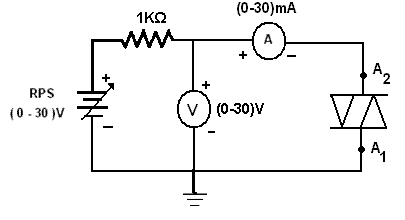 (0-30)mA
1KΩ
A
+ −
A2
+
RPS
(0-30)V
−
+
V
(0-30)V
−
A1